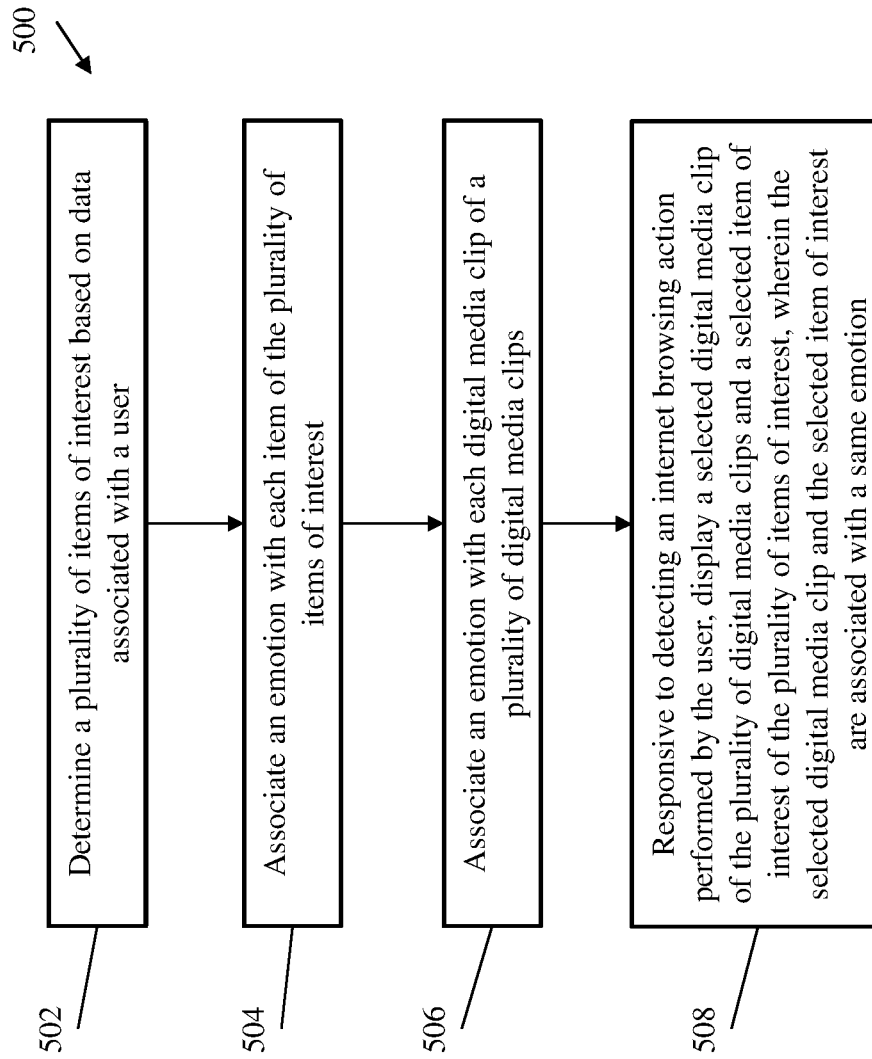 500
502
Determine a plurality of items of interest based on data
associated with a user
504
Associate an emotion with each item of the plurality of
items of interest
506
Associate an emotion with each digital media clip of a
plurality of digital media clips
508
Responsive to detecting an internet browsing action
performed by the user, display a selected digital media clip
of the plurality of digital media clips and a selected item of
interest of the plurality of items of interest, wherein the
selected digital media clip and the selected item of interest
are associated with a same emotion